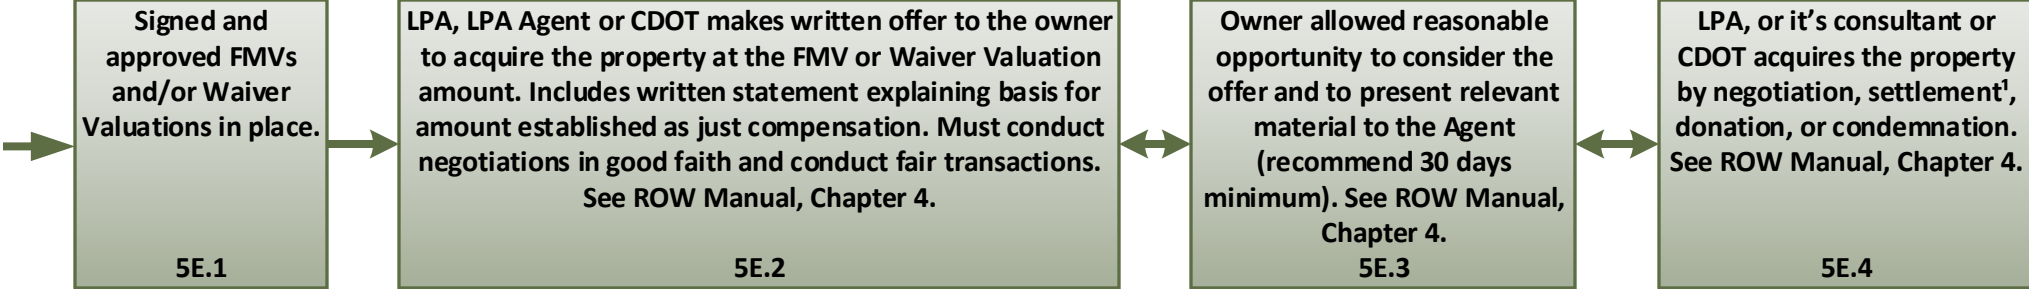 Signed and
approved FMVs
and/or Waiver
Valuations in place.
5E.1
LPA, LPA Agent or CDOT makes written offer to the owner
to acquire the property at the FMV or Waiver Valuation
amount. Includes written statement explaining basis for
amount established as just compensation. Must conduct
negotiations in good faith and conduct fair transactions.
See ROW Manual, Chapter 4.
5E.2
Owner allowed reasonable
opportunity to consider the
offer and to present relevant
material to the Agent
(recommend 30 days
minimum). See ROW Manual,
Chapter 4.
5E.3
LPA, or it’s consultant or
CDOT acquires the property
by negotiation, settlement¹,
donation, or condemnation.
See ROW Manual, Chapter 4.
5E.4